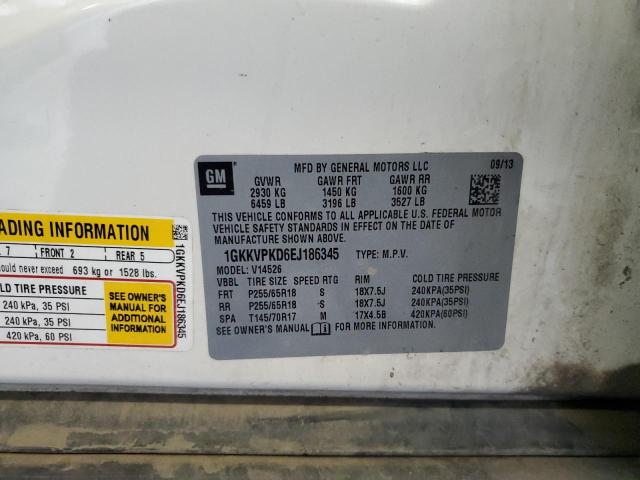 ADING INFORMATION
7 FRONT 2 REAR 5
ould never exceed 693 kg or 1528 lbs.
COLD TIRE PRESSURE
240 kPa, 35 PSI
240 kPa, 35 PSI
420 kPa, 60 PSI
SEE OWNER'S
MANUAL FOR
ADDITIONAL
INFORMATION
1GKKVPKD6EJ186345
GM
MFD BY GENERAL MOTORS LLC 09/13
GVWR GAWR FRT GAWR RR
2930 KG 1450 KG 1600 KG
6459 LB 3196 LB 3527 LB
THIS VEHICLE CONFORMS TO ALL APPLICABLE U.S. FEDERAL MOTOR
VEHICLE SAFETY STANDARDS IN EFFECT ON THE DATE OF
MANUFACTURE SHOWN ABOVE.
1GKKVPKD6EJ186345 TYPE: M.P.V.
MODEL: V14526
VBBL TIRE SIZE SPEED RTG RIM COLD TIRE PRESSURE
FRT P255/65R18 S 18X7.5J 240KPA(35PSI)
RR P255/65R18 S 18X7.5J 240KPA(35PSI)
SPA T145/70R17 M 17X4.5B 420KPA(60PSI)
SEE OWNER'S MANUAL FOR MORE INFORMATION.